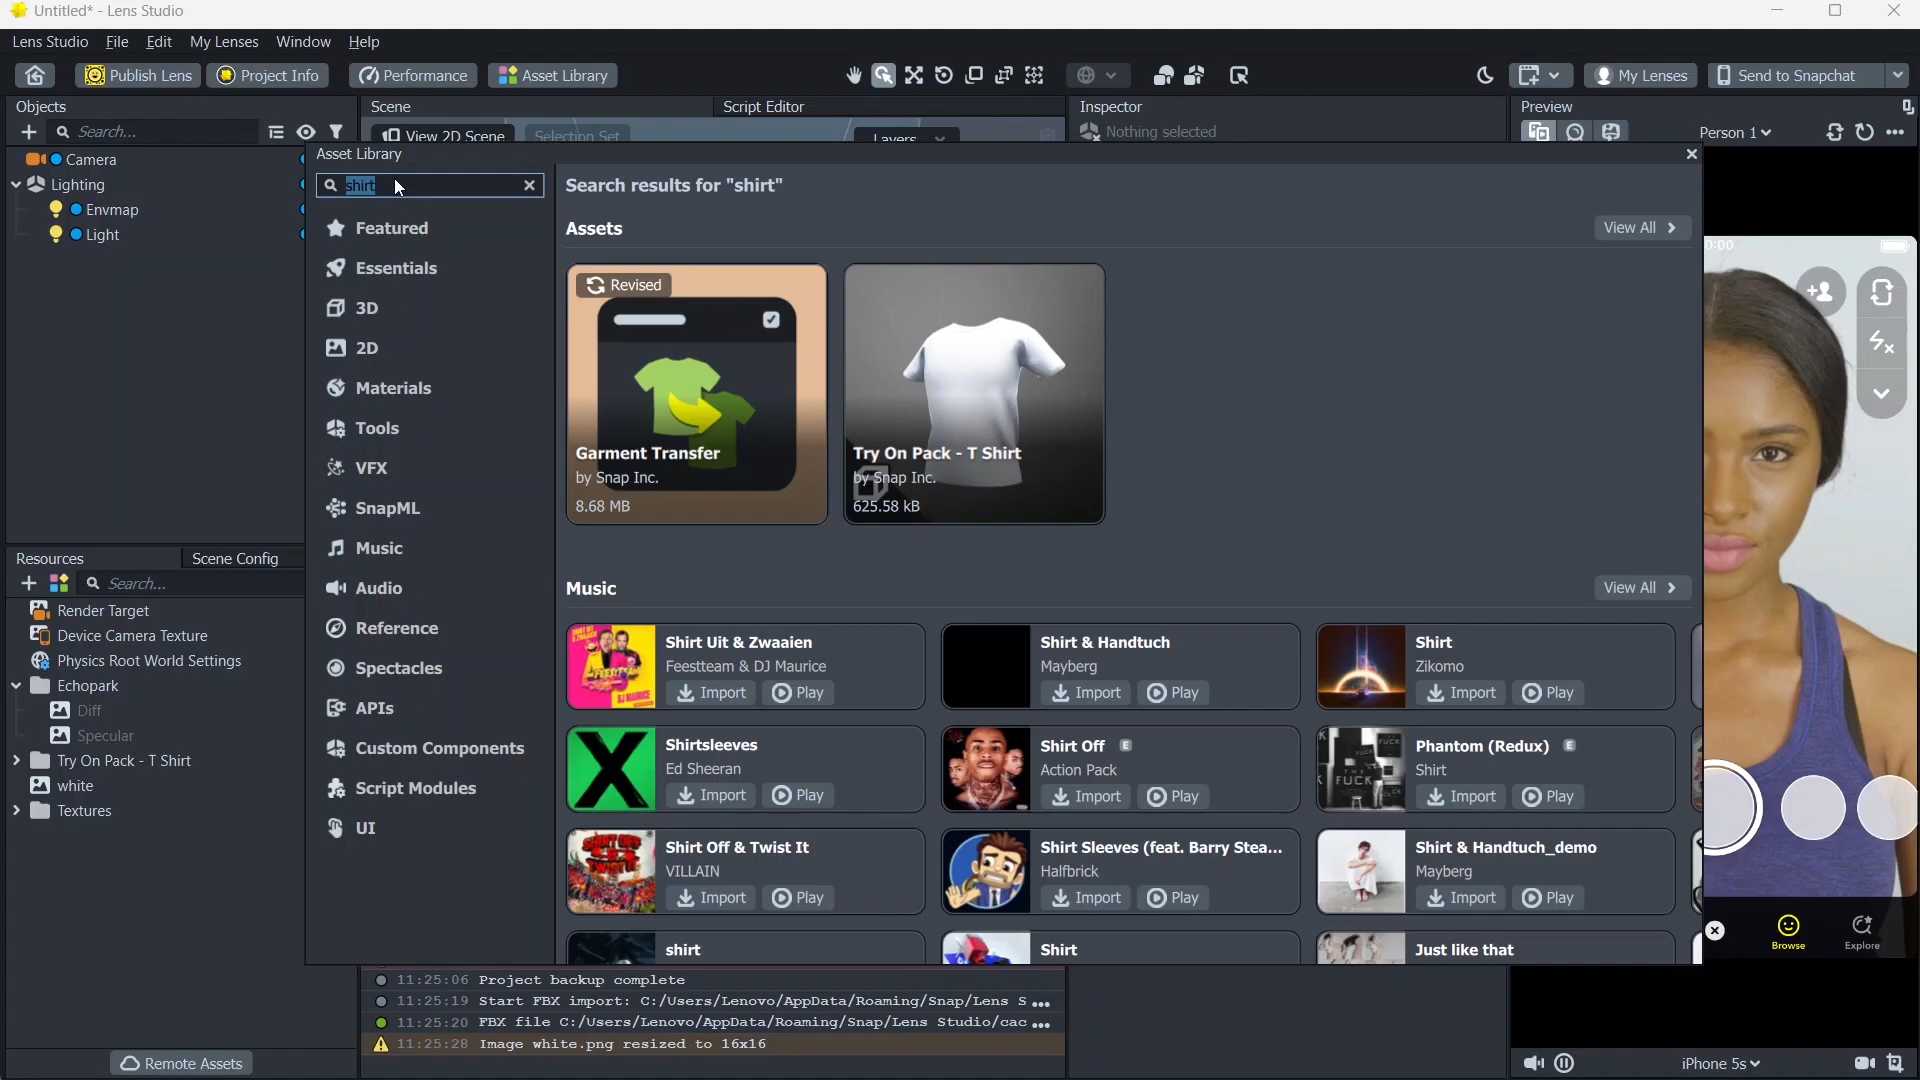 Untitled* - Lens Studio
Lens Studio File Edit My Lenses Window Help
Publish Lens Project Info Performance Asset Library My Lenses Send to Snapchat
Objects Scene Script Editor Inspector Preview
Search... View 2D Scene Selection Set Layers Nothing selected Person 1
Camera
Lighting
Envmap
Light
Asset Library
shirt
Featured
Essentials
3D
2D
Materials
Tools
VFX
SnapML
Music
Audio
Reference
Spectacles
APIs
Custom Components
Script Modules
UI
Search results for "shirt"
Assets View All
Revised
Garment Transfer
by Snap Inc.
8.68 MB
Try On Pack - T Shirt
by Snap Inc.
625.58 kB
Music View All
Shirt Uit & Zwaaien
Feestteam & DJ Maurice
Import Play
Shirt & Handtuch
Mayberg
Import Play
Shirt
Zikomo
Import Play
Shirtsleeves
Ed Sheeran
Import Play
Shirt Off E
Action Pack
Import Play
Phantom (Redux) E
Shirt
Import Play
Shirt Off & Twist It
VILLAIN
Import Play
Shirt Sleeves (feat. Barry Stea...
Halfbrick
Import Play
Shirt & Handtuch_demo
Mayberg
Import Play
shirt
Shirt
Just like that
Resources Scene Config
Search...
Render Target
Device Camera Texture
Physics Root World Settings
Echopark
Diff
Specular
Try On Pack - T Shirt
white
Textures
Remote Assets
11:25:06 Project backup complete
11:25:19 Start FBX import: C:/Users/Lenovo/AppData/Roaming/Snap/Lens S...
11:25:20 FBX file C:/Users/Lenovo/AppData/Roaming/Snap/Lens Studio/cac...
11:25:28 Image white.png resized to 16x16
0:00
Browse Explore
iPhone 5s